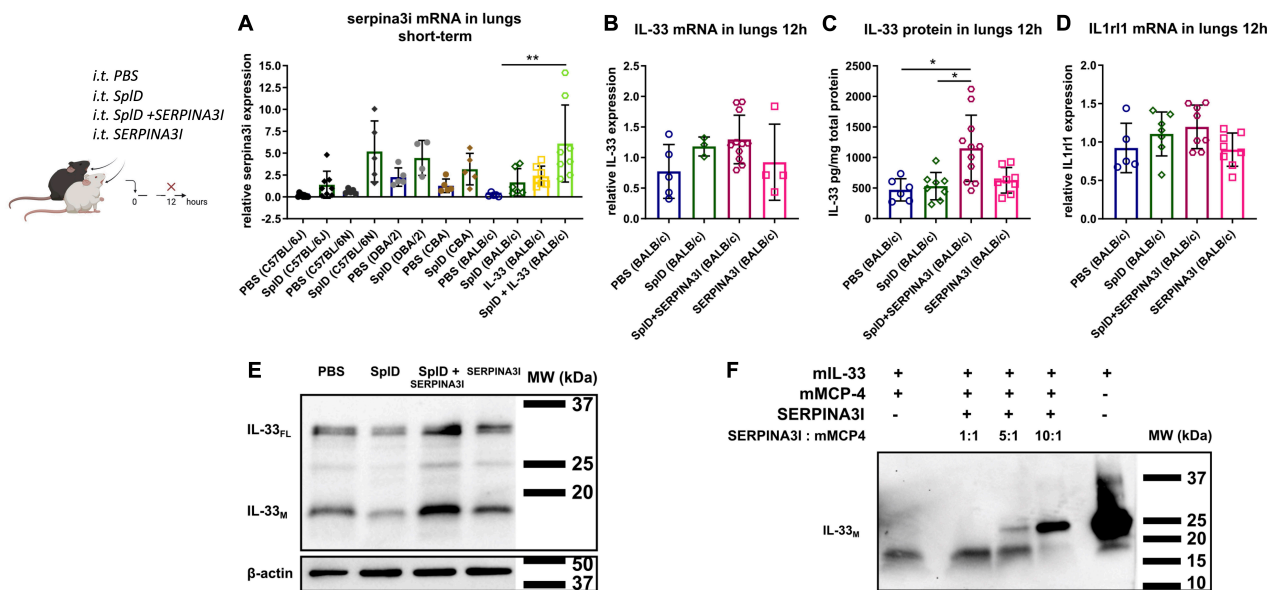 i.t. PBS
i.t. SplD
i.t. SplD +SERPINA3I
i.t. SERPINA3I
0 12 hours
A
serpina3i mRNA in lungs
short-term
relative serpina3i expression
15.0
12.5
10.0
7.5
5.0
2.5
0.0
-2.5
**
PBS (C57BL/6J)
SplD (C57BL/6J)
PBS (C57BL/6N)
SplD (C57BL/6N)
PBS (DBA/2)
SplD (DBA/2)
PBS (CBA)
SplD (CBA)
PBS (BALB/c)
SplD (BALB/c)
IL-33 (BALB/c)
SplD + IL-33 (BALB/c)
B
IL-33 mRNA in lungs 12h
relative IL-33 expression
2.5
2.0
1.5
1.0
0.5
0.0
PBS (BALB/c)
SplD (BALB/c)
SplD+SERPINA3I (BALB/c)
SERPINA3I (BALB/c)
C
IL-33 protein in lungs 12h
IL-33 pg/mg total protein
2500
2000
1500
1000
500
0
*
*
PBS (BALB/c)
SplD (BALB/c)
SplD+SERPINA3I (BALB/c)
SERPINA3I (BALB/c)
D
IL1rl1 mRNA in lungs 12h
relative IL1rl1 expression
2.0
1.5
1.0
0.5
0.0
PBS (BALB/c)
SplD (BALB/c)
SplD+SERPINA3I (BALB/c)
SERPINA3I (BALB/c)
E
PBS SplD SplD + SERPINA3I SERPINA3I MW (kDa)
IL-33FL
IL-33M
β-actin
37
25
20
50
37
F
mIL-33 + + + + +
mMCP-4 + + + + -
SERPINA3I - + + + -
SERPINA3I : mMCP4 1:1 5:1 10:1 MW (kDa)
IL-33M
37
25
20
15
10